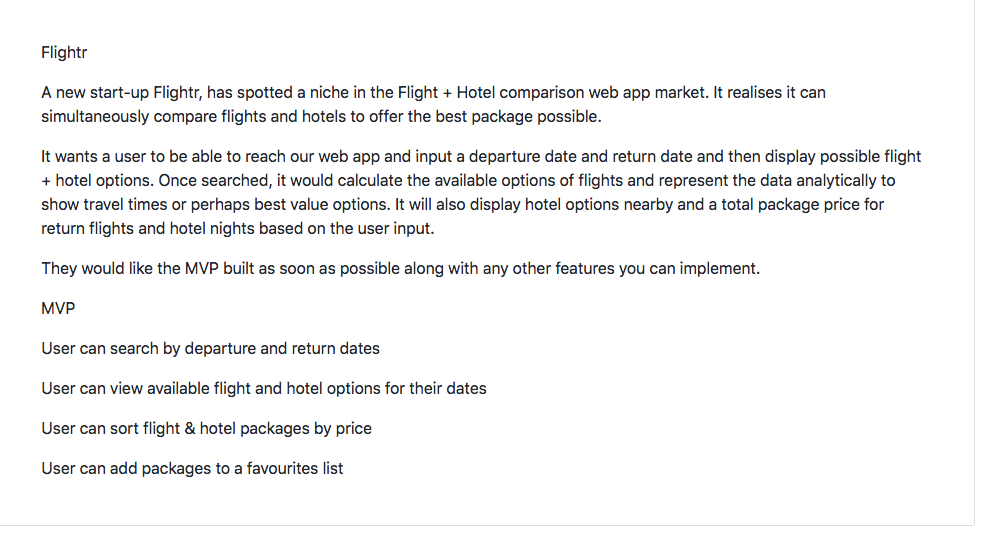 Flightr
A new start-up Flightr, has spotted a niche in the Flight + Hotel comparison web app market. It realises it can
simultaneously compare flights and hotels to offer the best package possible.
It wants a user to be able to reach our web app and input a departure date and return date and then display possible flight
+ hotel options. Once searched, it would calculate the available options of flights and represent the data analytically to
show travel times or perhaps best value options. It will also display hotel options nearby and a total package price for
return flights and hotel nights based on the user input.
They would like the MVP built as soon as possible along with any other features you can implement.
MVP
User can search by departure and return dates
User can view available flight and hotel options for their dates
User can sort flight & hotel packages by price
User can add packages to a favourites list